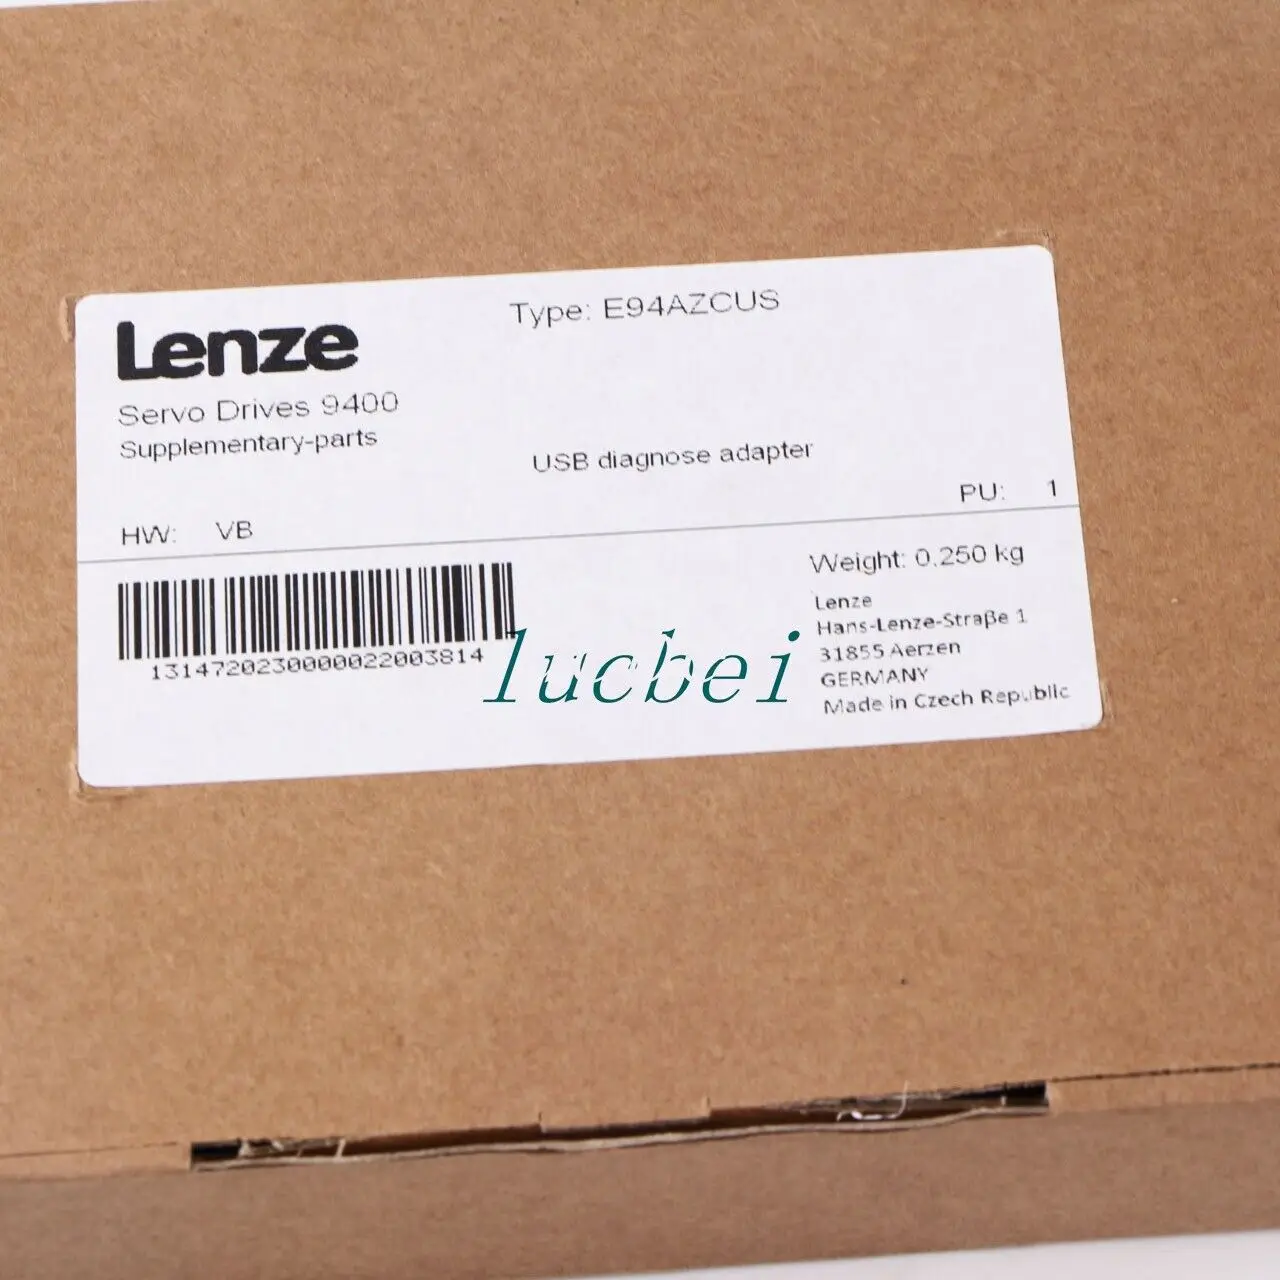 Lenze
Type: E94AZCUS
Servo Drives 9400
Supplementary-parts
USB diagnose adapter
PU: 1
HW: VB
Weight: 0.250 kg
13147202300000022003814
Lenze
Hans-Lenze-Straße 1
31855 Aerzen
GERMANY
Made in Czech Republic
lucbei